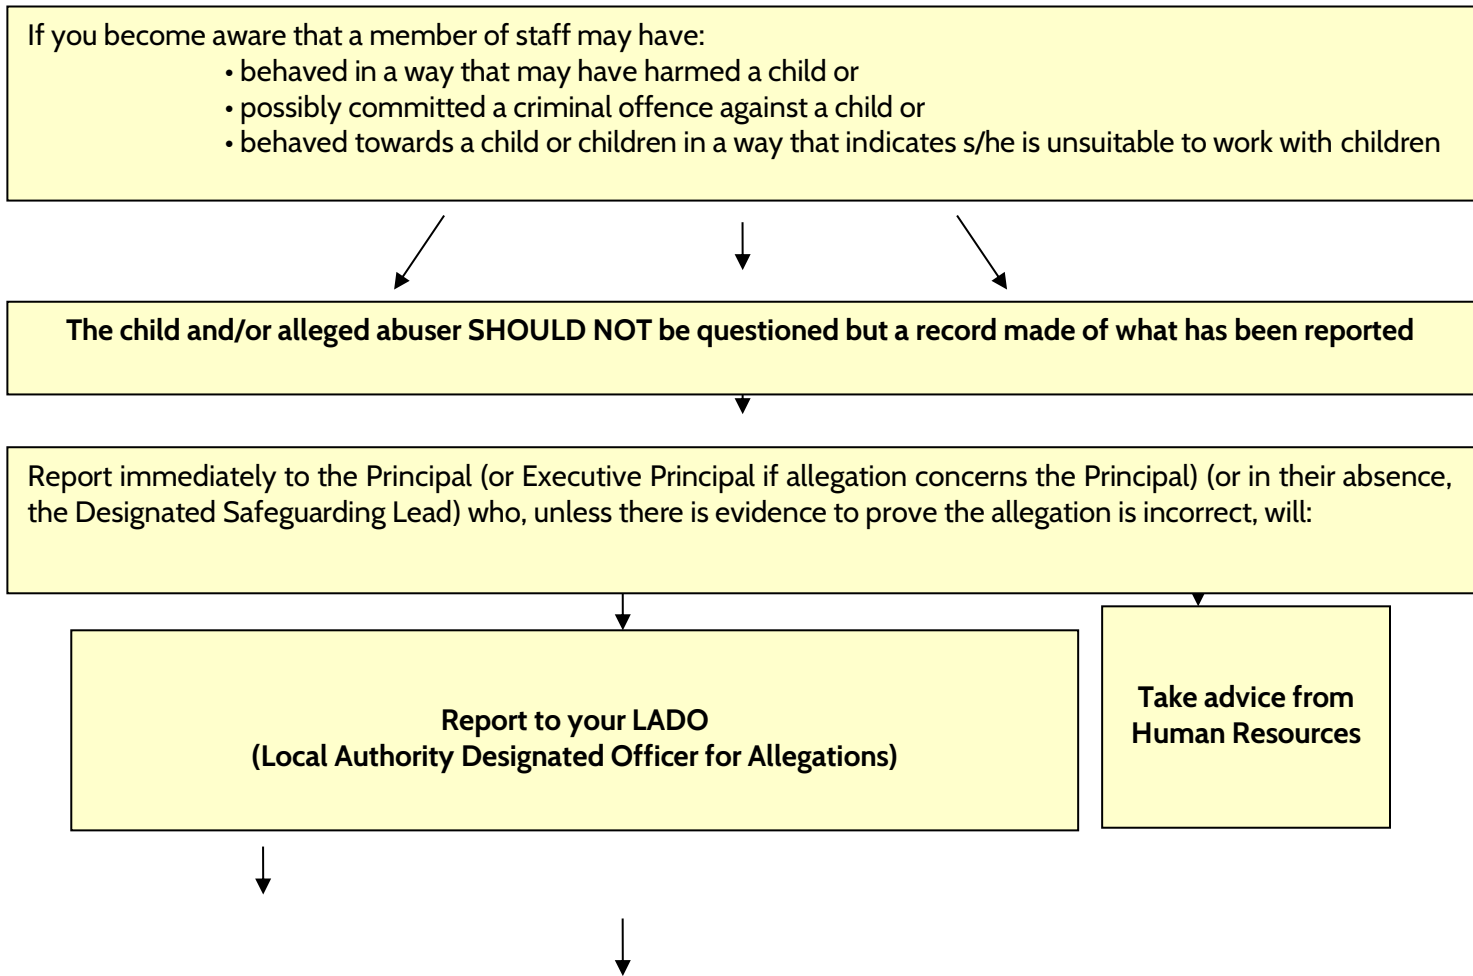 If you become aware that a member of staff may have:
• behaved in a way that may have harmed a child or
• possibly committed a criminal offence against a child or
• behaved towards a child or children in a way that indicates s/he is unsuitable to work with children
The child and/or alleged abuser SHOULD NOT be questioned but a record made of what has been reported
Report immediately to the Principal (or Executive Principal if allegation concerns the Principal) (or in their absence,
the Designated Safeguarding Lead) who, unless there is evidence to prove the allegation is incorrect, will:
Report to your LADO
(Local Authority Designated Officer for Allegations)
Take advice from
Human Resources